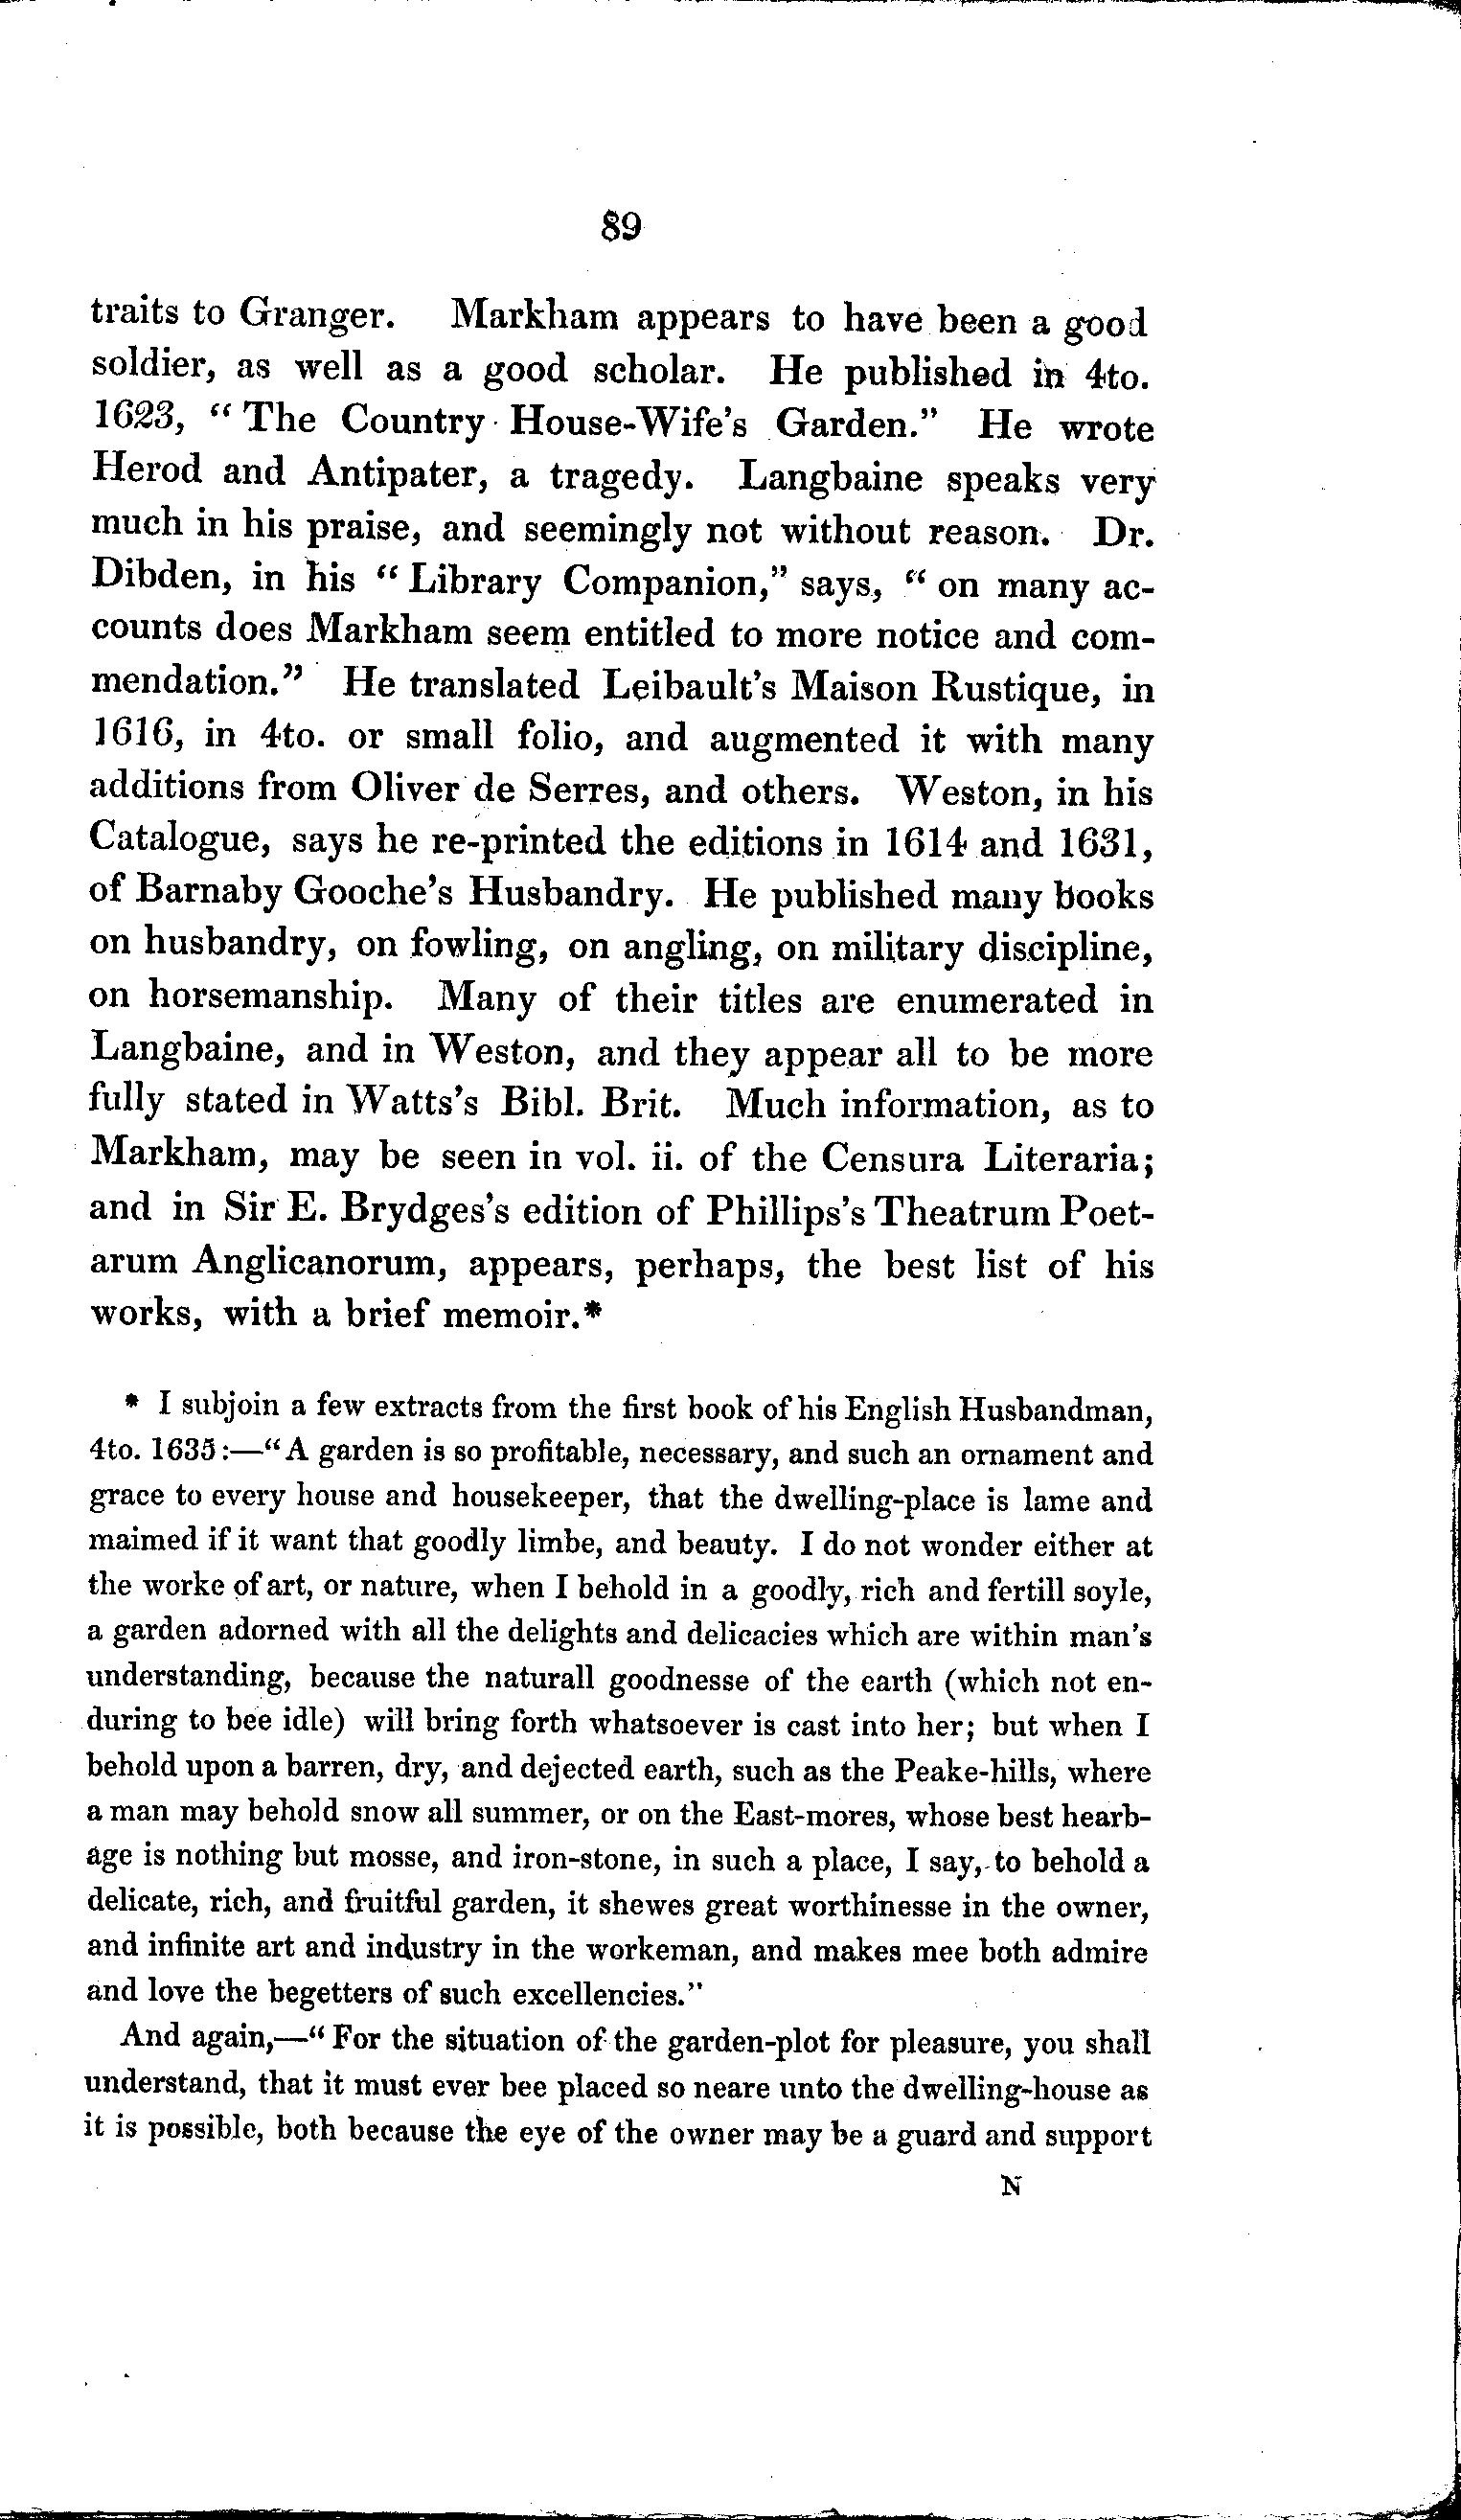 89
traits to Granger. Markham appears to have been a good
soldier, as well as a good scholar. He published in 4to.
1623, "The Country House-Wife's Garden." He wrote
Herod and Antipater, a tragedy. Langbaine speaks very
much in his praise, and seemingly not without reason. Dr.
Dibden, in his "Library Companion," says, "on many ac-
counts does Markham seem entitled to more notice and com-
mendation." He translated Leibault's Maison Rustique, in
1616, in 4to. or small folio, and augmented it with many
additions from Oliver de Serres, and others. Weston, in his
Catalogue, says he re-printed the editions in 1614 and 1631,
of Barnaby Gooche's Husbandry. He published many books
on husbandry, on fowling, on angling, on military discipline,
on horsemanship. Many of their titles are enumerated in
Langbaine, and in Weston, and they appear all to be more
fully stated in Watts's Bibl. Brit. Much information, as to
Markham, may be seen in vol. ii. of the Censura Literaria;
and in Sir E. Brydges's edition of Phillips's Theatrum Poet-
arum Anglicanorum, appears, perhaps, the best list of his
works, with a brief memoir.*
* I subjoin a few extracts from the first book of his English Husbandman,
4to. 1635:—"A garden is so profitable, necessary, and such an ornament and
grace to every house and housekeeper, that the dwelling-place is lame and
maimed if it want that goodly limbe, and beauty. I do not wonder either at
the worke of art, or nature, when I behold in a goodly, rich and fertill soyle,
a garden adorned with all the delights and delicacies which are within man's
understanding, because the naturall goodnesse of the earth (which not en-
during to bee idle) will bring forth whatsoever is cast into her; but when I
behold upon a barren, dry, and dejected earth, such as the Peake-hills, where
a man may behold snow all summer, or on the East-mores, whose best hearb-
age is nothing but mosse, and iron-stone, in such a place, I say, to behold a
delicate, rich, and fruitful garden, it shewes great worthinesse in the owner,
and infinite art and industry in the workeman, and makes mee both admire
and love the begetters of such excellencies."
And again,—"For the situation of the garden-plot for pleasure, you shall
understand, that it must ever bee placed so neare unto the dwelling-house as
it is possible, both because the eye of the owner may be a guard and support
N